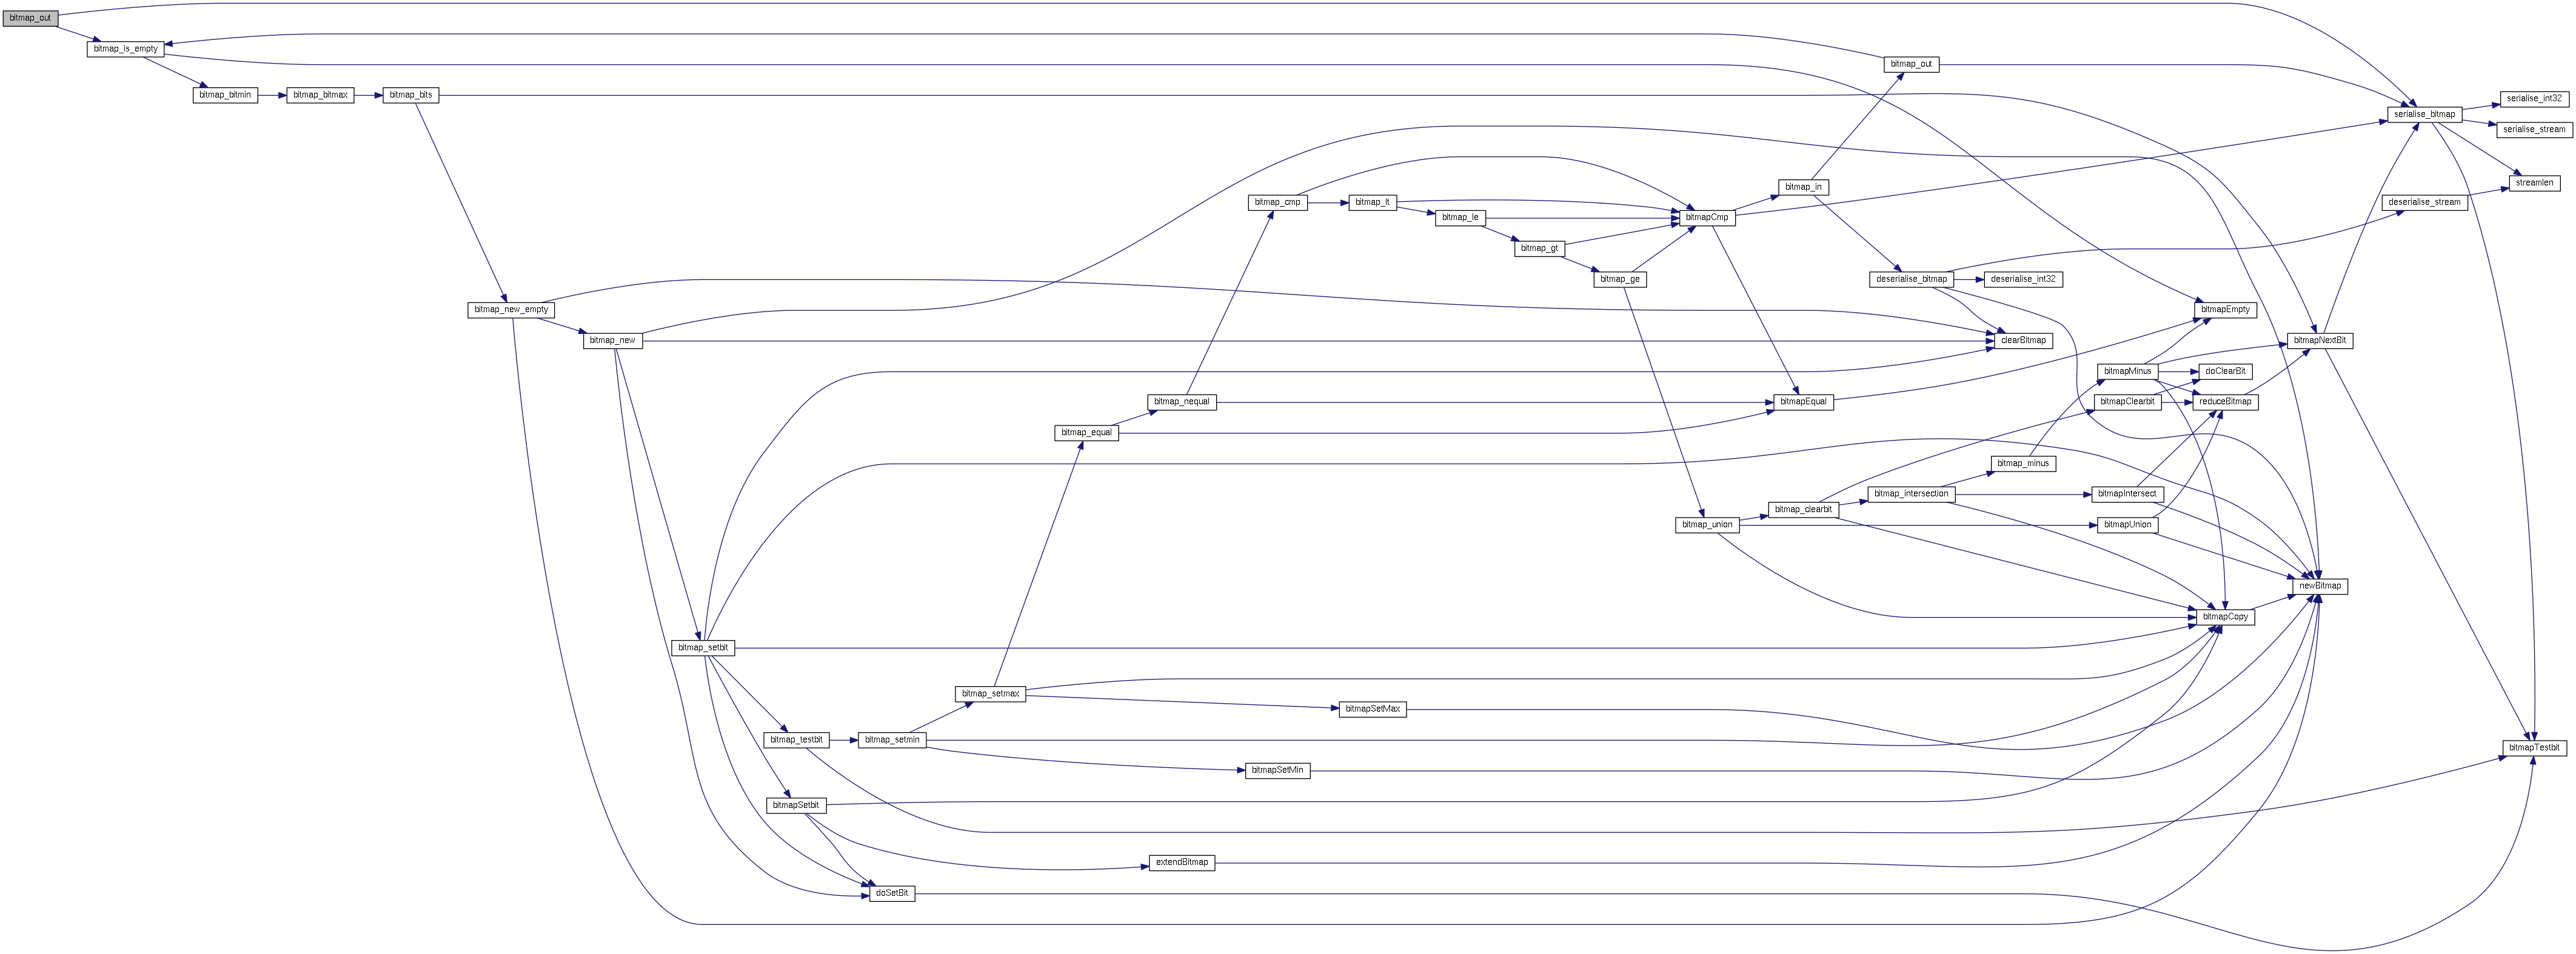 bitmap_out
bitmap_is_empty
bitmap_out
bitmap_bitmin
bitmap_bitmax
bitmap_bits
serialise_int32
serialise_bitmap
serialise_stream
streamlen
bitmap_in
bitmap_cmp
bitmap_lt
deserialise_stream
bitmap_le
bitmapCmp
bitmap_gt
bitmap_ge
deserialise_bitmap
deserialise_int32
bitmap_new_empty
bitmapEmpty
bitmap_new
clearBitmap
bitmapNextBit
bitmapMinus
doClearBit
bitmap_nequal
bitmapEqual
bitmapClearbit
reduceBitmap
bitmap_equal
bitmap_minus
bitmap_intersection
bitmapIntersect
bitmap_clearbit
bitmap_union
bitmapUnion
newBitmap
bitmapCopy
bitmap_setbit
bitmap_setmax
bitmapSetMax
bitmap_testbit
bitmap_setmin
bitmapTestbit
bitmapSetMin
bitmapSetbit
extendBitmap
doSetBit